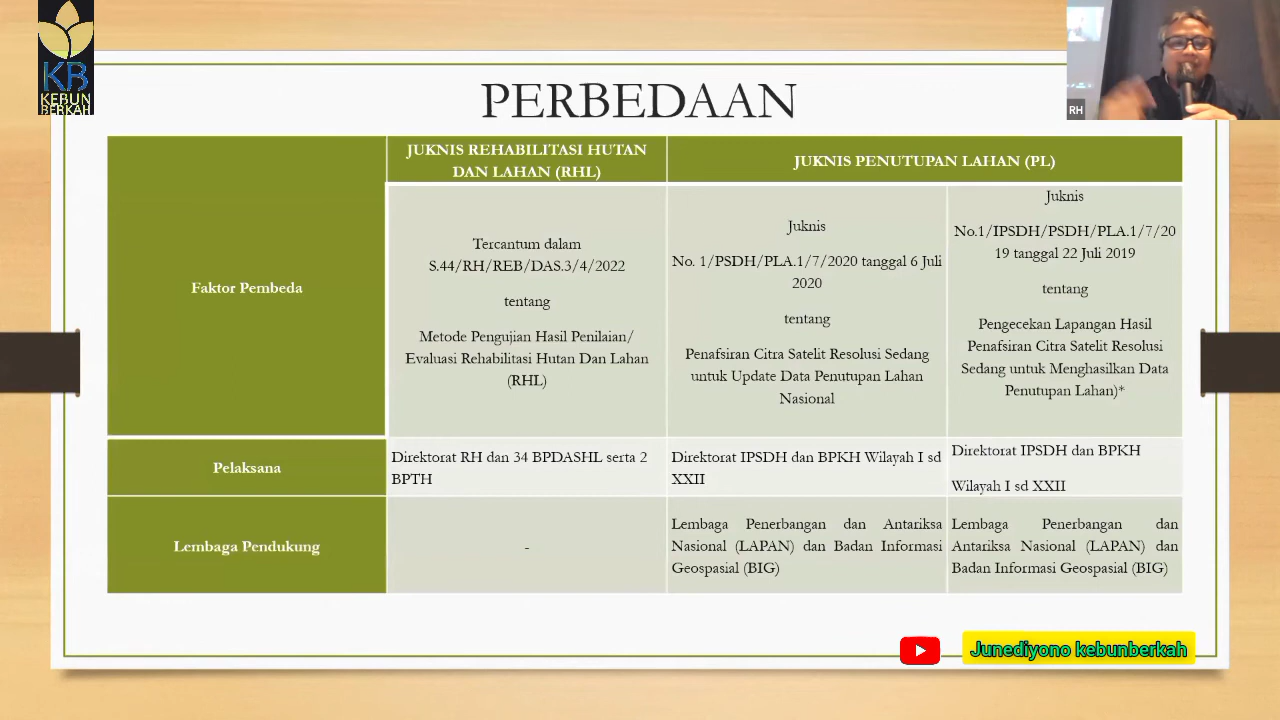 KB
KEBUN
BERKAH
RH
PERBEDAAN
Faktor Pembeda
JUKNIS REHABILITASI HUTAN
DAN LAHAN (RHL)
JUKNIS PENUTUPAN LAHAN (PL)
Tercantum dalam
S.44/RH/REB/DAS.3/4/2022
tentang
Metode Pengujian Hasil Penilaian/
Evaluasi Rehabilitasi Hutan Dan Lahan
(RHL)
Juknis
No. 1/PSDH/PLA.1/7/2020 tanggal 6 Juli
2020
tentang
Penafsiran Citra Satelit Resolusi Sedang
untuk Update Data Penutupan Lahan
Nasional
Juknis
No.1/IPSDH/PSDH/PLA.1/7/20
19 tanggal 22 Juli 2019
tentang
Pengecekan Lapangan Hasil
Penafsiran Citra Satelit Resolusi
Sedang untuk Menghasilkan Data
Penutupan Lahan)*
Pelaksana
Direktorat RH dan 34 BPDASHL serta 2
BPTH
Direktorat IPSDH dan BPKH Wilayah I sd
XXII
Direktorat IPSDH dan BPKH
Wilayah I sd XXII
Lembaga Pendukung
-
Lembaga Penerbangan dan Antariksa
Nasional (LAPAN) dan Badan Informasi
Geospasial (BIG)
Lembaga Penerbangan dan
Antariksa Nasional (LAPAN) dan
Badan Informasi Geospasial (BIG)
Junediyono kebunberkah